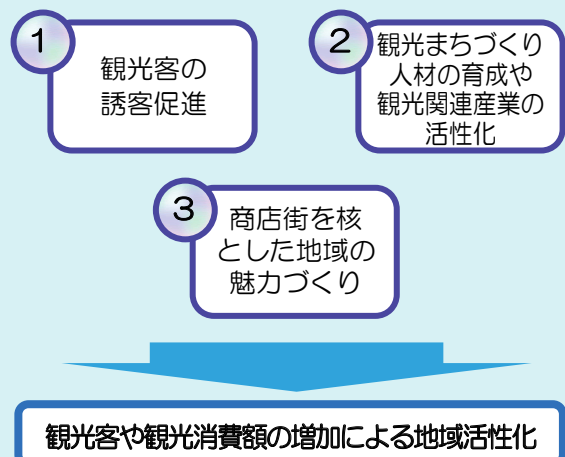 1
観光客の
誘客促進
2
観光まちづくり
人材の育成や
観光関連産業の
活性化
3
商店街を核
とした地域の
魅力づくり
観光客や観光消費額の増加による地域活性化